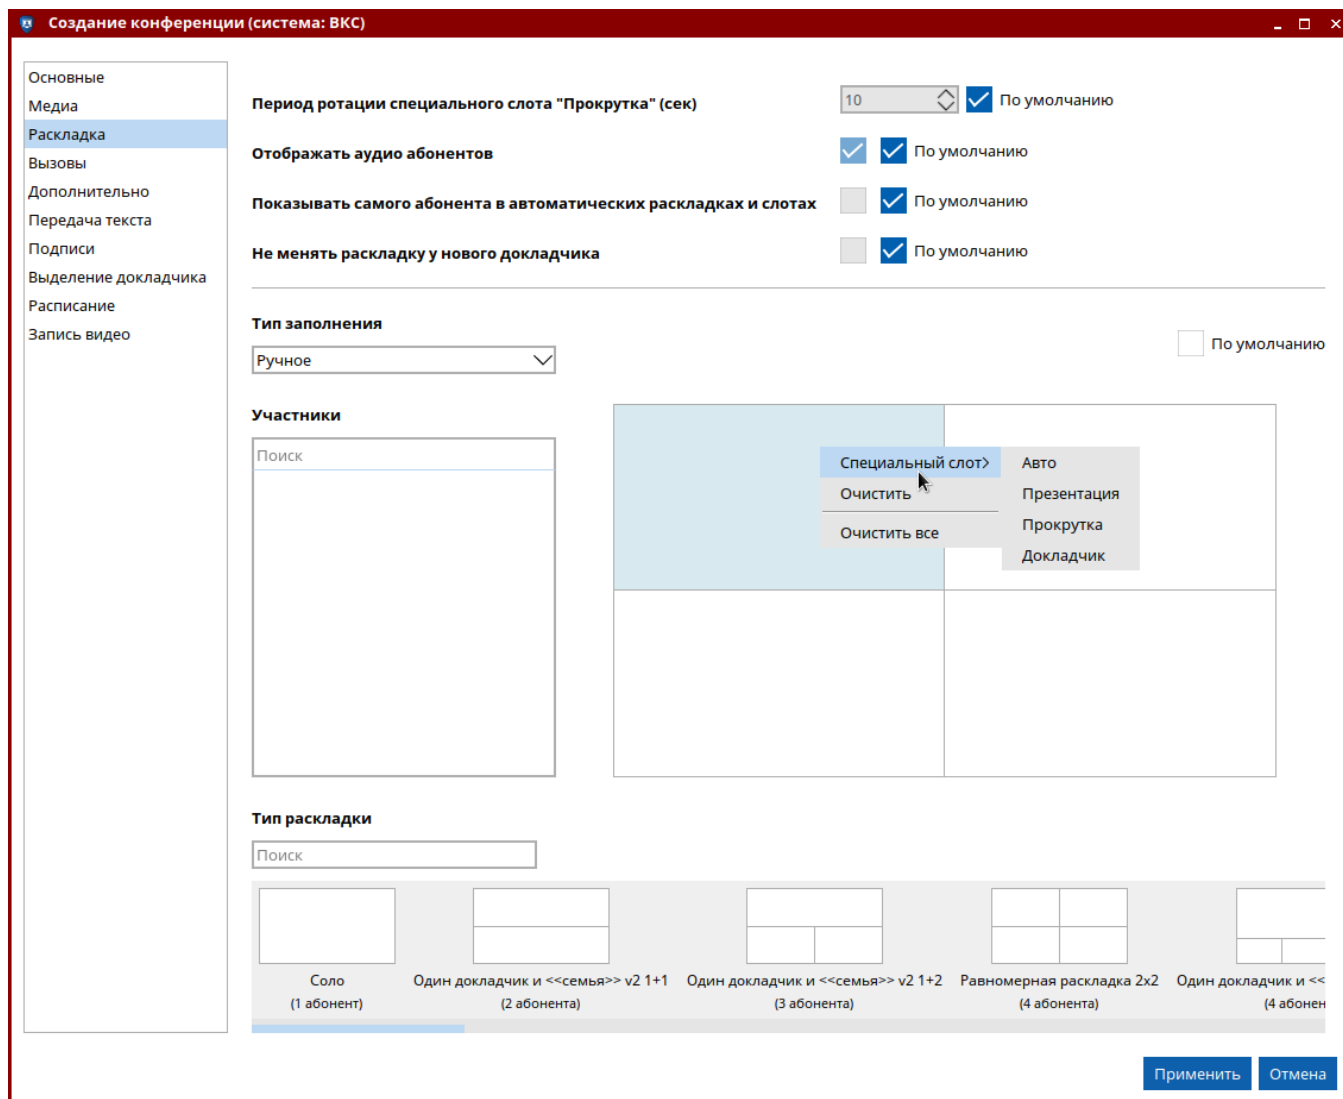 Создание конференции (система: ВКС)
Основные
Медиа
Раскладка
Вызовы
Дополнительно
Передача текста
Подписи
Выделение докладчика
Расписание
Запись видео
Период ротации специального слота "Прокрутка" (сек)
10
По умолчанию
Отображать аудио абонентов
По умолчанию
Показывать самого абонента в автоматических раскладках и слотах
По умолчанию
Не менять раскладку у нового докладчика
По умолчанию
Тип заполнения
Ручное
По умолчанию
Участники
Поиск
Специальный слот>
Очистить
Очистить все
Авто
Презентация
Прокрутка
Докладчик
Тип раскладки
Поиск
Соло
(1 абонент)
Один докладчик и <<семья>> v2 1+1
(2 абонента)
Один докладчик и <<семья>> v2 1+2
(3 абонента)
Равномерная раскладка 2x2
(4 абонента)
Один докладчик и <<
(4 абонен
Применить
Отмена